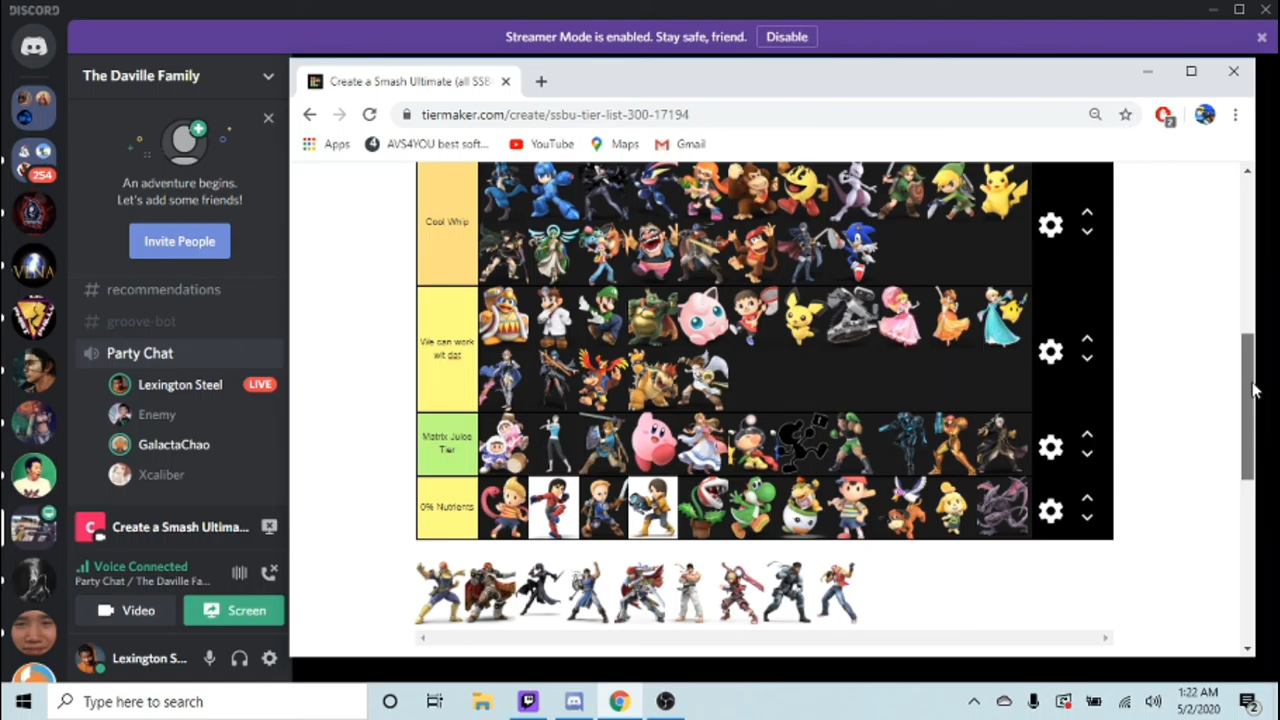 DISCORD
Streamer Mode is enabled. Stay safe, friend. Disable
The Daville Family
An adventure begins.
Let's add some friends!
Invite People
# recommendations
# groove-bot
Party Chat
Lexington Steel LIVE
Enemy
GalactaChao
Xcaliber
Create a Smash Ultima...
Voice Connected
Party Chat / The Daville Fa...
Video Screen
Lexington S...
254
VENA
Create a Smash Ultimate (all SSB
tiermaker.com/create/ssbu-tier-list-300-17194
2
Apps AVS4YOU best soft... YouTube Maps Gmail
Cool Whip
We can work
wit das
Matrix Juice
Tier
0% Nutrients
Type here to search
1:22 AM
5/2/2020
2